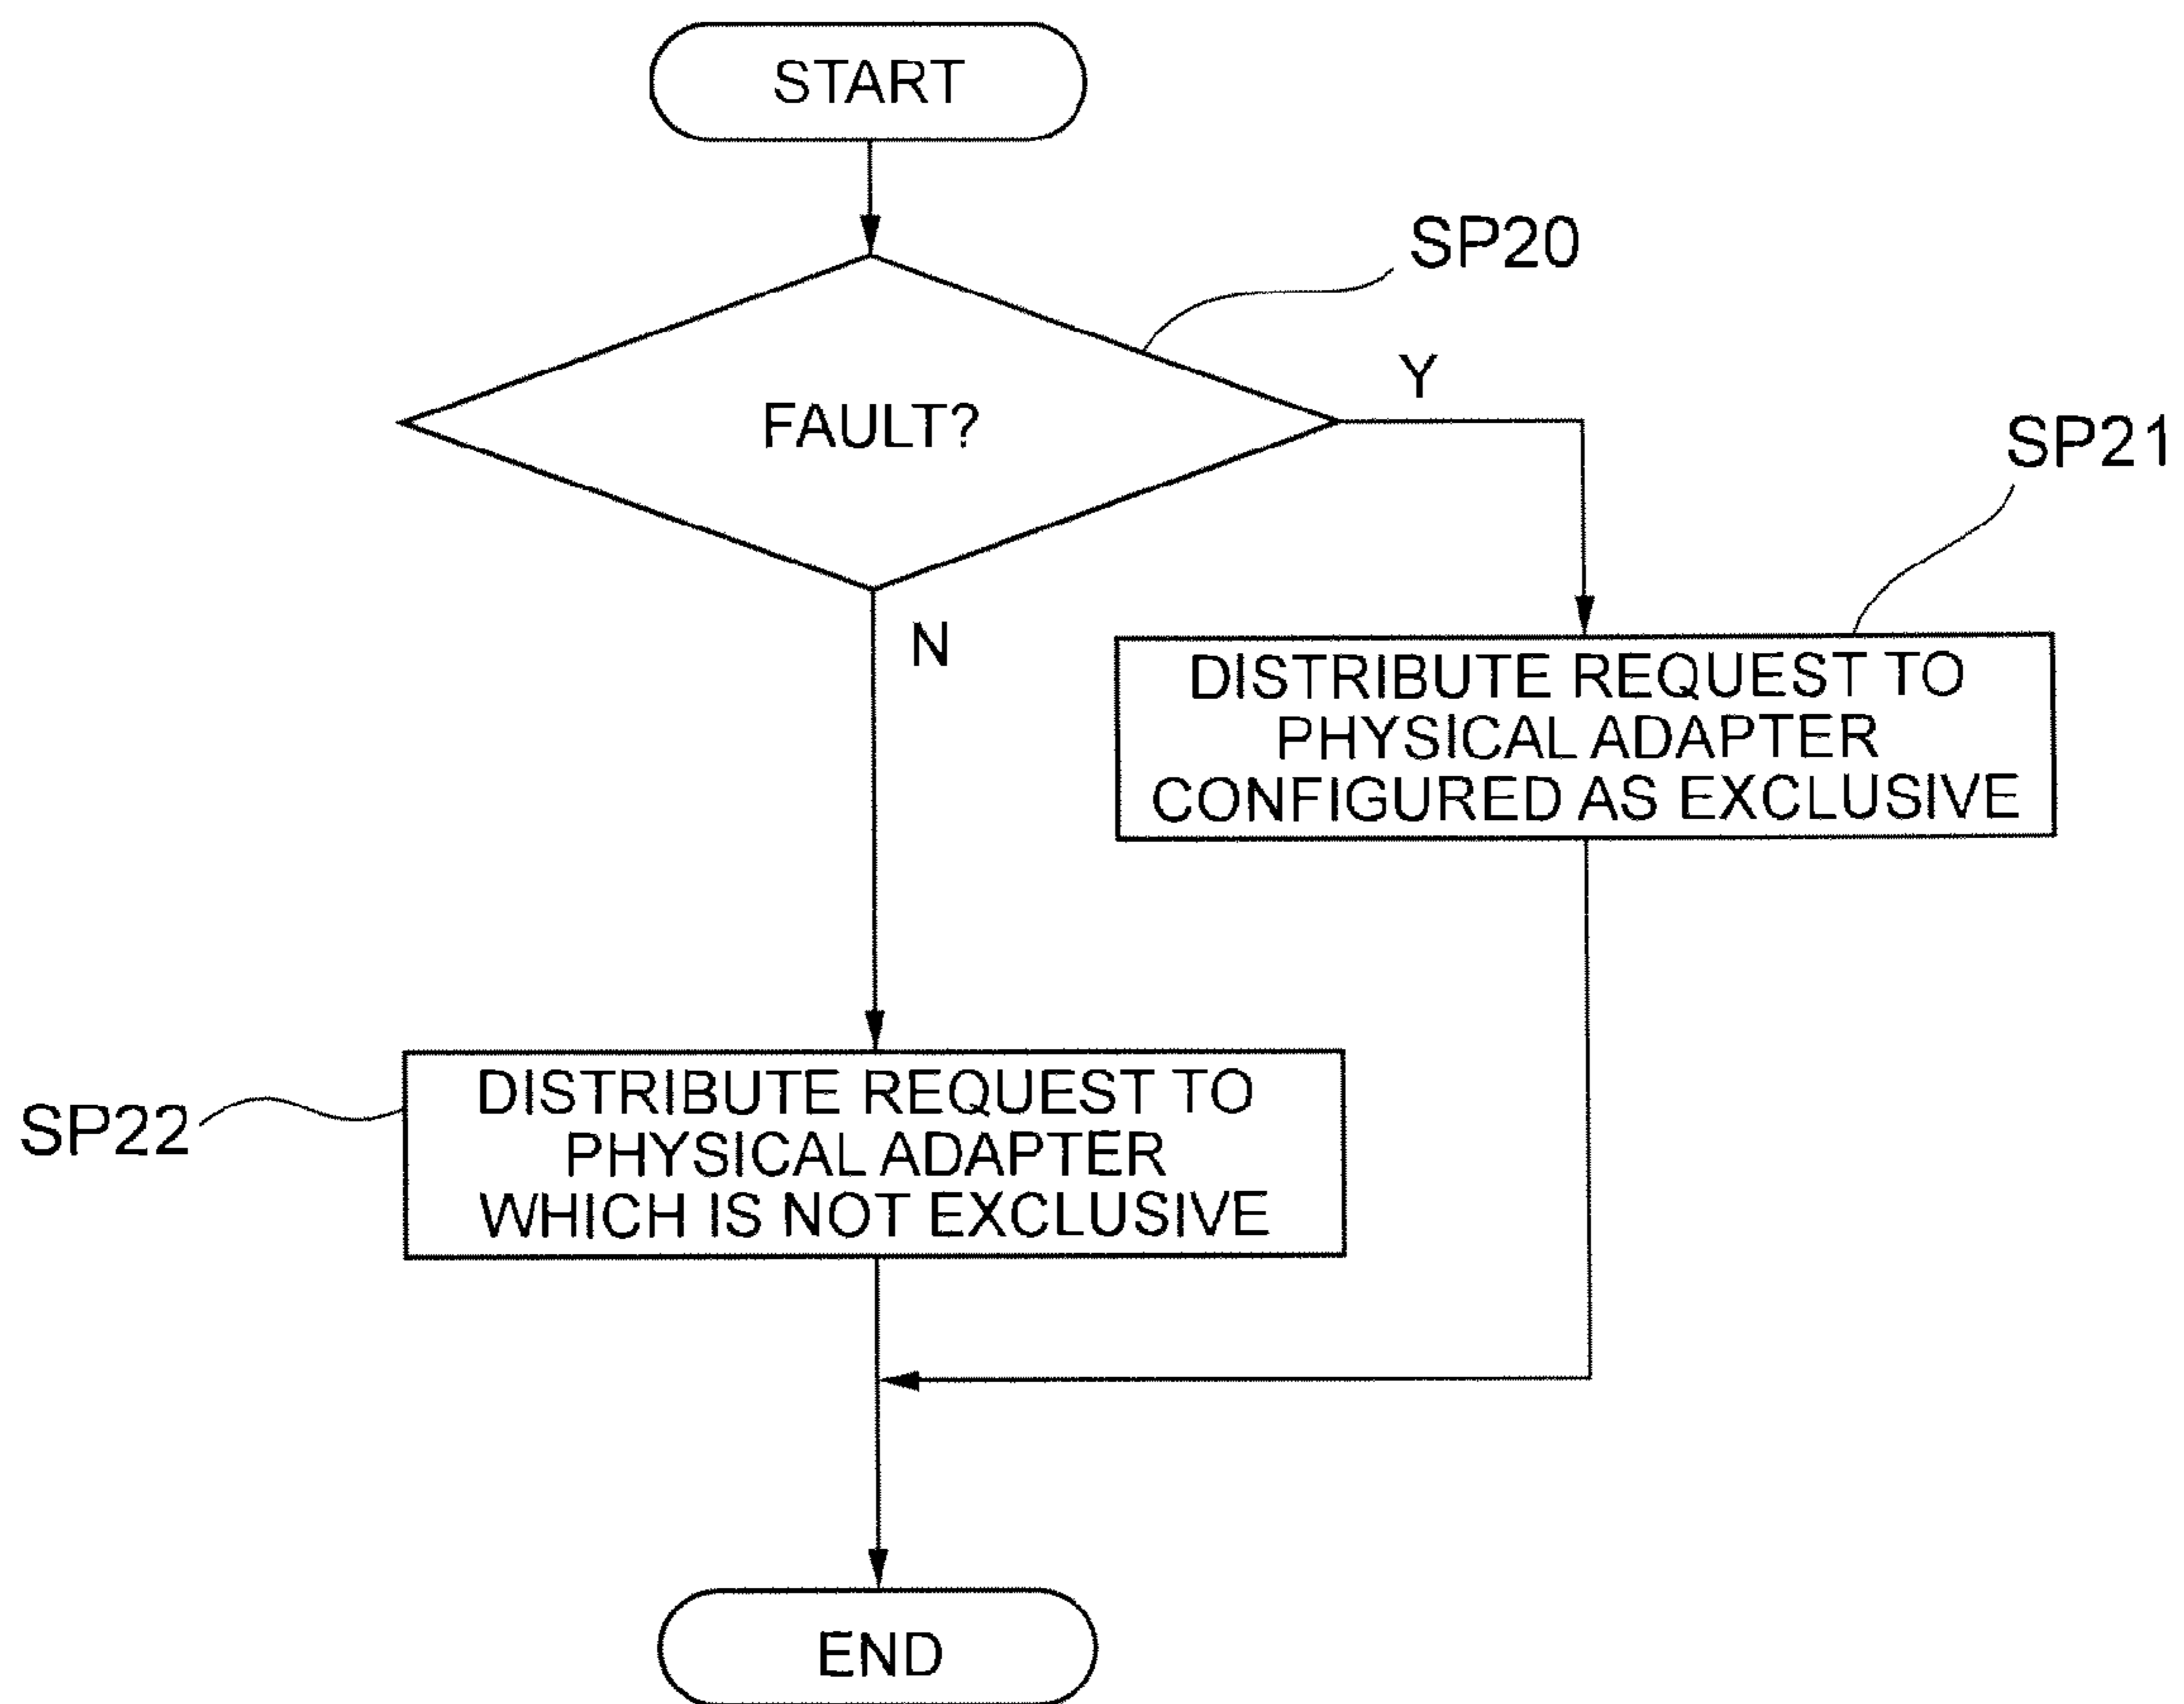 START
SP20
FAULT?
Y
SP21
N
DISTRIBUTE REQUEST TO
PHYSICAL ADAPTER
CONFIGURED AS EXCLUSIVE
SP22
DISTRIBUTE REQUEST TO
PHYSICAL ADAPTER
WHICH IS NOT EXCLUSIVE
END